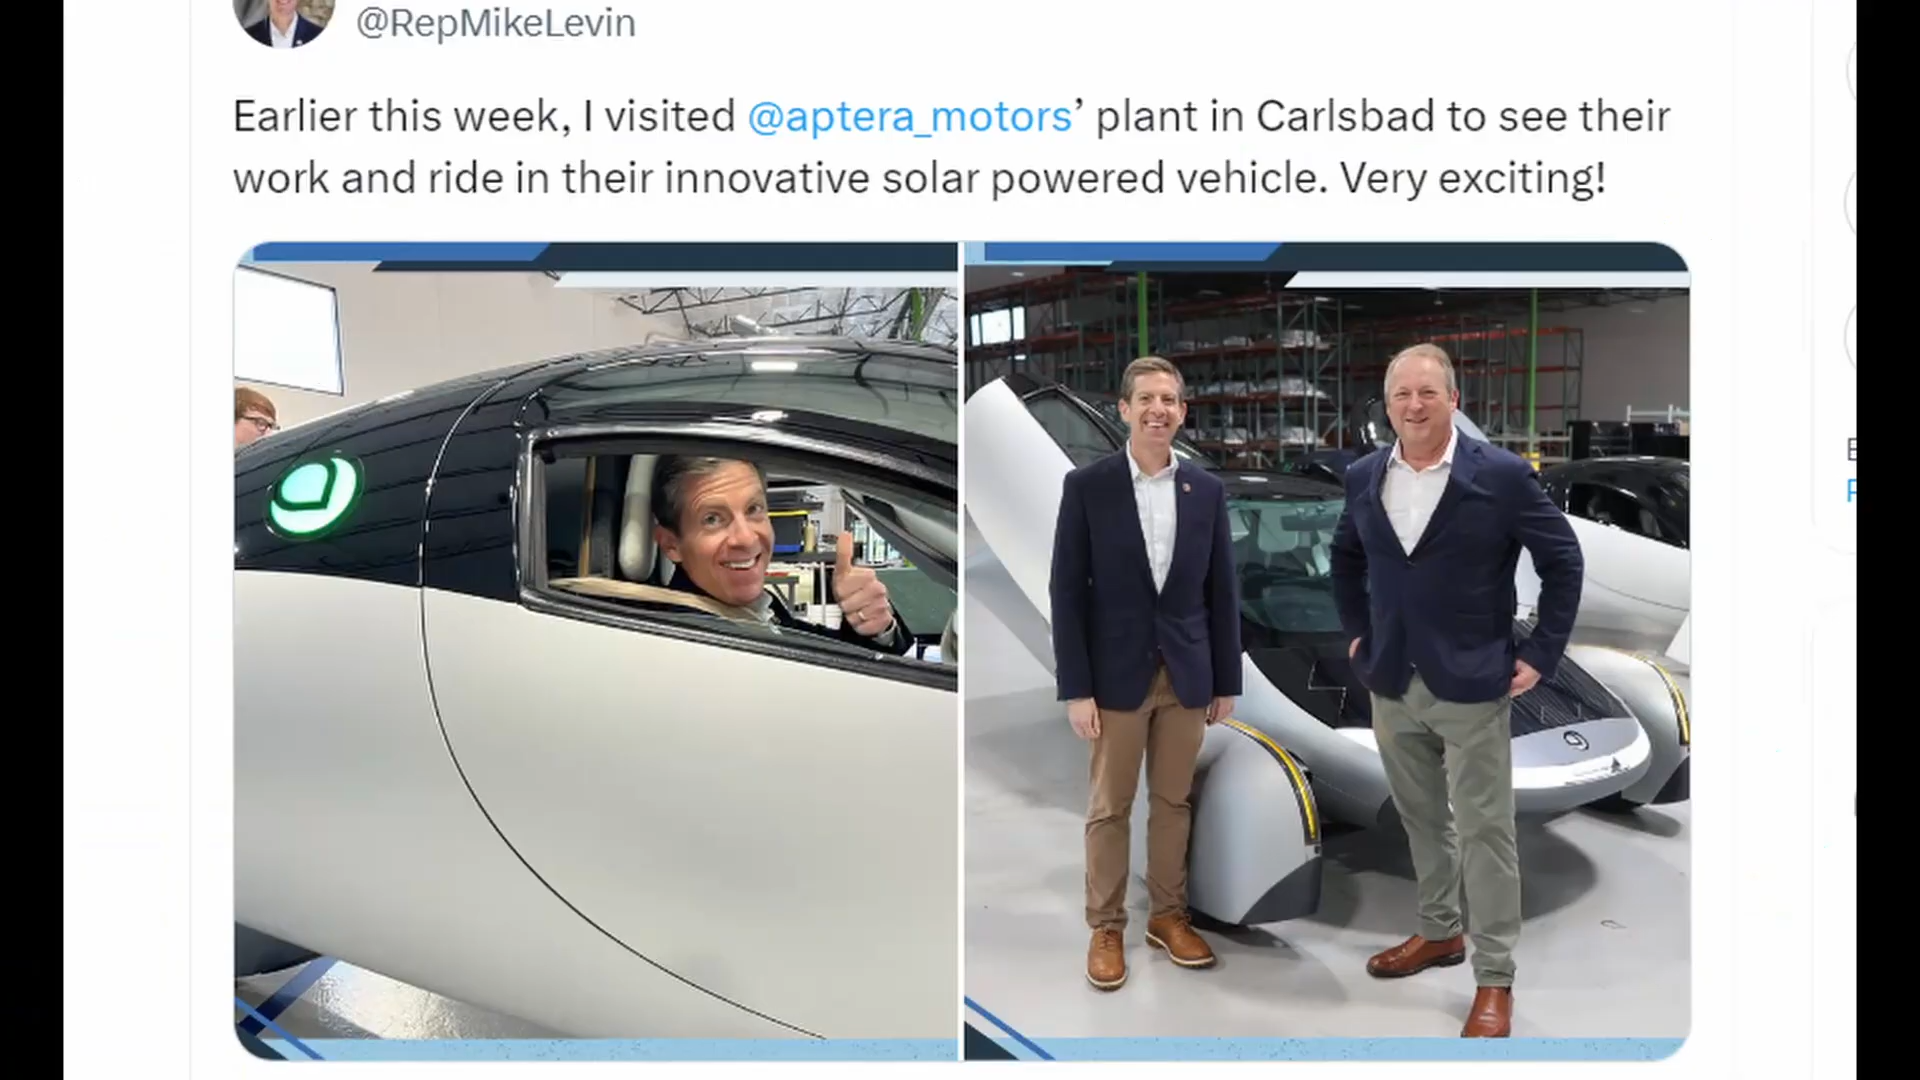 @RepMikeLevin
Earlier this week, I visited @aptera_motors’ plant in Carlsbad to see their
work and ride in their innovative solar powered vehicle. Very exciting!